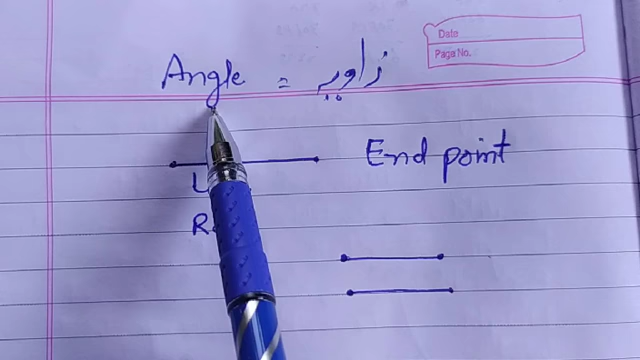 Date
Page No.
Angle = زاویہ
End point